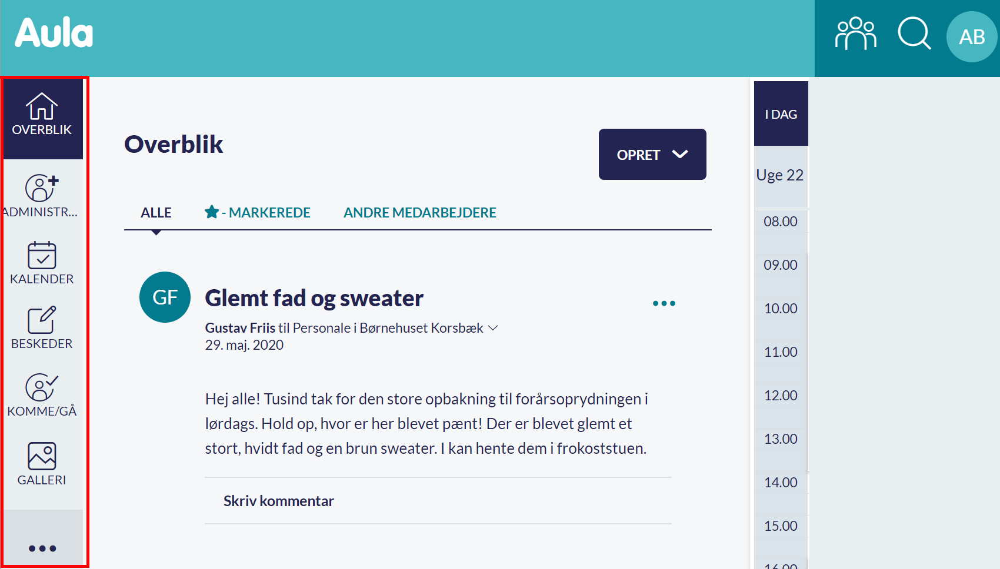 Aula
AB
OVERBLIK
ADMINISTR...
KALENDER
BESKEDER
KOMME/GÅ
GALLERI
Overblik
OPRET
ALLE
- MARKEREDE
ANDRE MEDARBEJDERE
GF
Glemt fad og sweater
Gustav Friis til Personale i Børnehuset Korsbæk
29. maj. 2020
Hej alle! Tusind tak for den store opbakning til forårsoprydningen i
lørdags. Hold op, hvor er her blevet pænt! Der er blevet glemt et
stort, hvidt fad og en brun sweater. I kan hente dem i frokoststuen.
Skriv kommentar
I DAG
Uge 22
08.00
09.00
10.00
11.00
12.00
13.00
14.00
15.00
16.00